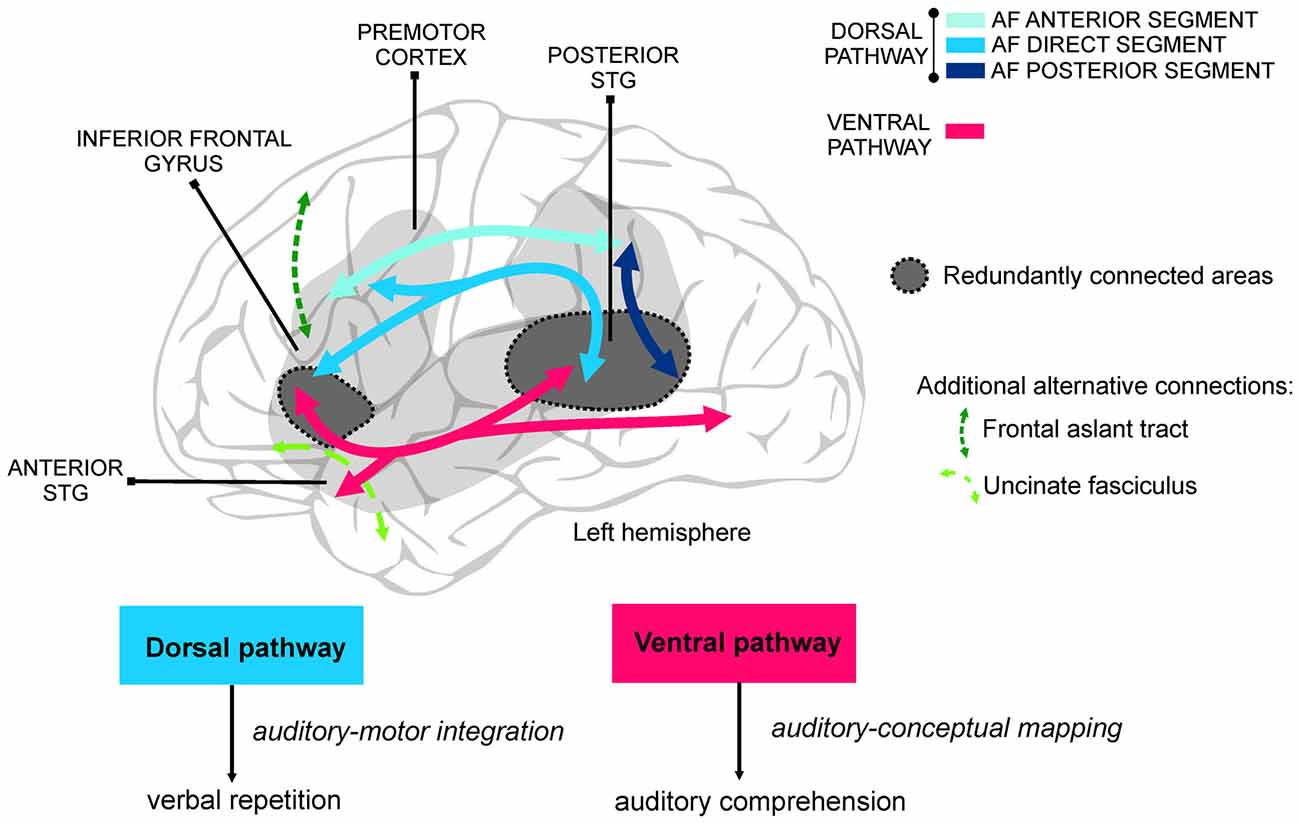 PREMOTOR
CORTEX
POSTERIOR
STG
INFERIOR FRONTAL
GYRUS
DORSAL
PATHWAY
AF ANTERIOR SEGMENT
AF DIRECT SEGMENT
AF POSTERIOR SEGMENT
VENTRAL
PATHWAY
Redundantly connected areas
Additional alternative connections:
Frontal aslant tract
Uncinate fasciculus
ANTERIOR
STG
Left hemisphere
Dorsal pathway
auditory-motor integration
verbal repetition
Ventral pathway
auditory-conceptual mapping
auditory comprehension